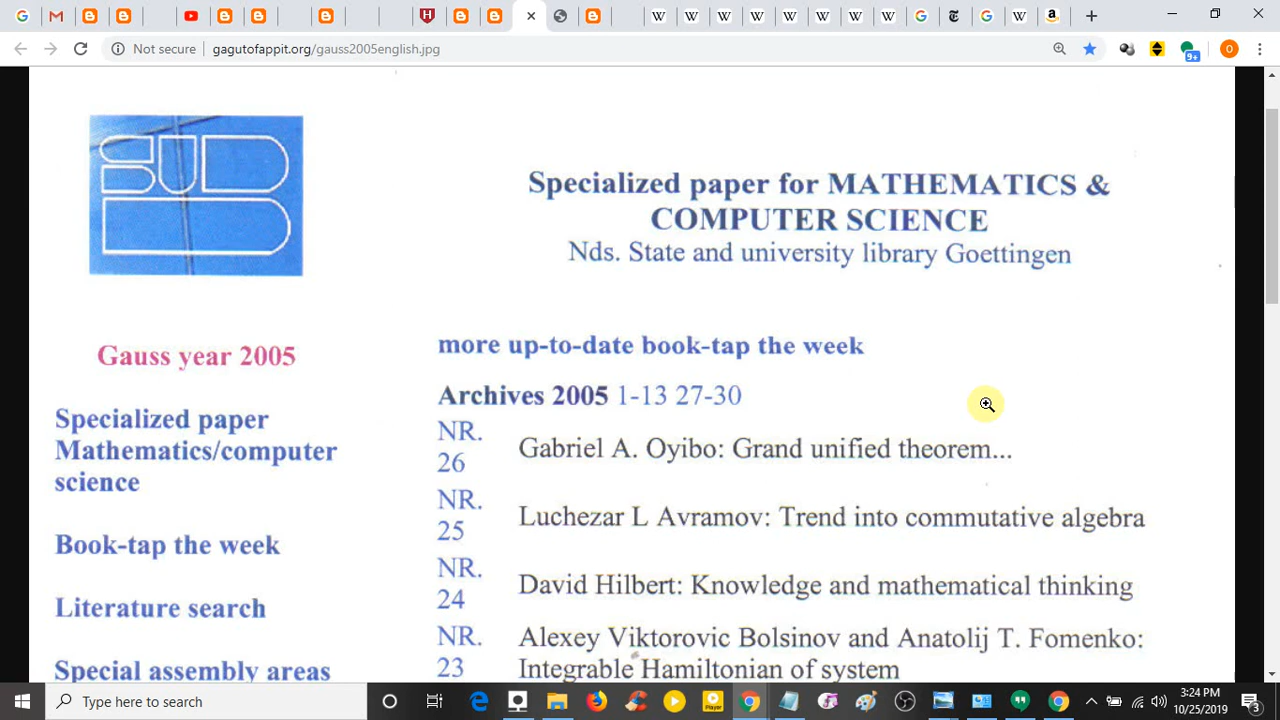 Not secure
gagutofappit.org/gauss2005english.jpg
9+
O
SUB
Specialized paper for MATHEMATICS &
COMPUTER SCIENCE
Nds. State and university library Goettingen
Gauss year 2005
Specialized paper
Mathematics/computer
science
Book-tap the week
Literature search
Special assembly areas
more up-to-date book-tap the week
Archives 2005 1-13 27-30
NR.
26
Gabriel A. Oyibo: Grand unified theorem...
NR.
25
Luchezar L Avramov: Trend into commutative algebra
NR.
24
David Hilbert: Knowledge and mathematical thinking
NR.
23
Alexey Viktorovic Bolsinov and Anatolij T. Fomenko:
Integrable Hamiltonian of system
Type here to search
Player
3:24 PM
10/25/2019
3